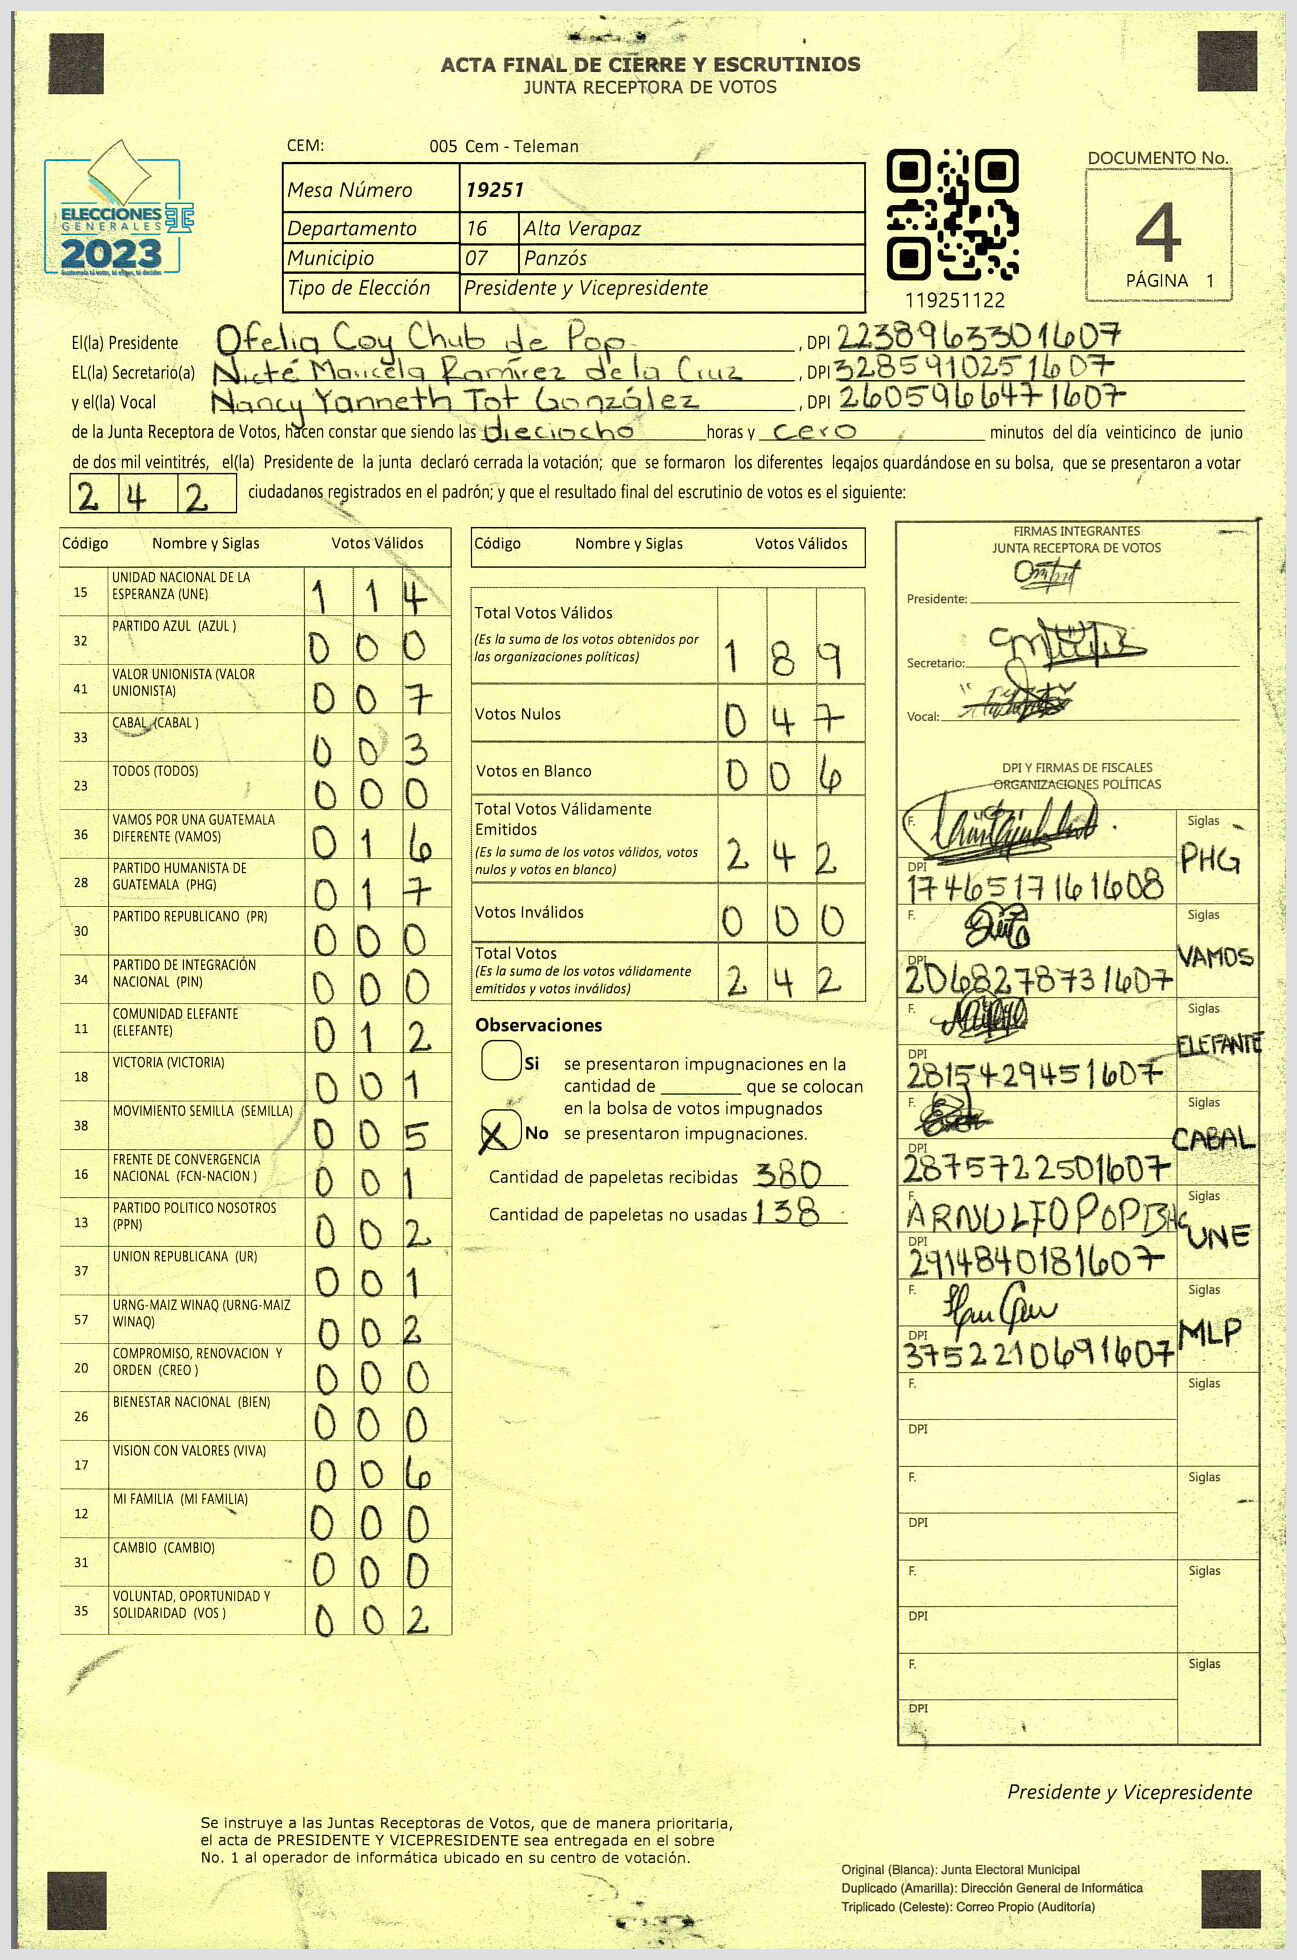 ACTA FINAL DE CIERRE Y ESCRUTINIOS
JUNTA RECEPTORA DE VOTOS
CEM: 005 Cem - Teleman
Mesa Número 19251
Departamento 16 Alta Verapaz
Municipio 07 Panzós
Tipo de Elección Presidente y Vicepresidente
ELECCIONES
GENERALES
2023
Guatemala tú votas, tú eliges, tú decides
119251122
DOCUMENTO No.
4
PÁGINA 1
El(la) Presidente Ofelia Coy Chub de Pop , DPI 2238963301607
EL(la) Secretario(a) Nicté Maricela Ramírez de la Cruz , DPI 3285910251607
y el(la) Vocal Nancy Yanneth Tot González , DPI 2605966471607
de la Junta Receptora de Votos, hacen constar que siendo las dieciocho horas y cero minutos del día veinticinco de junio
de dos mil veintitrés, el(la) Presidente de la junta declaró cerrada la votación; que se formaron los diferentes legajos guardándose en su bolsa, que se presentaron a votar
242 ciudadanos registrados en el padrón; y que el resultado final del escrutinio de votos es el siguiente:
Código Nombre y Siglas Votos Válidos
15 UNIDAD NACIONAL DE LA ESPERANZA (UNE) 1 1 4
32 PARTIDO AZUL (AZUL ) 0 0 0
41 VALOR UNIONISTA (VALOR UNIONISTA) 0 0 7
33 CABAL (CABAL ) 0 0 3
23 TODOS (TODOS) 0 0 0
36 VAMOS POR UNA GUATEMALA DIFERENTE (VAMOS) 0 1 6
28 PARTIDO HUMANISTA DE GUATEMALA (PHG) 0 1 7
30 PARTIDO REPUBLICANO (PR) 0 0 0
34 PARTIDO DE INTEGRACIÓN NACIONAL (PIN) 0 0 0
11 COMUNIDAD ELEFANTE (ELEFANTE) 0 1 2
18 VICTORIA (VICTORIA) 0 0 1
38 MOVIMIENTO SEMILLA (SEMILLA) 0 0 5
16 FRENTE DE CONVERGENCIA NACIONAL (FCN-NACION ) 0 0 1
13 PARTIDO POLITICO NOSOTROS (PPN) 0 0 2
37 UNION REPUBLICANA (UR) 0 0 1
57 URNG-MAIZ WINAQ (URNG-MAIZ WINAQ) 0 0 2
20 COMPROMISO, RENOVACION Y ORDEN (CREO ) 0 0 0
26 BIENESTAR NACIONAL (BIEN) 0 0 0
17 VISION CON VALORES (VIVA) 0 0 6
12 MI FAMILIA (MI FAMILIA) 0 0 0
31 CAMBIO (CAMBIO) 0 0 0
35 VOLUNTAD, OPORTUNIDAD Y SOLIDARIDAD (VOS ) 0 0 2
Código Nombre y Siglas Votos Válidos
Total Votos Válidos
(Es la suma de los votos obtenidos por
las organizaciones políticas) 1 8 9
Votos Nulos 0 4 7
Votos en Blanco 0 0 6
Total Votos Válidamente
Emitidos
(Es la suma de los votos válidos, votos
nulos y votos en blanco) 2 4 2
Votos Inválidos 0 0 0
Total Votos
(Es la suma de los votos válidamente
emitidos y votos inválidos) 2 4 2
Observaciones
Si se presentaron impugnaciones en la
cantidad de ________ que se colocan
en la bolsa de votos impugnados
X No se presentaron impugnaciones.
Cantidad de papeletas recibidas 380
Cantidad de papeletas no usadas 138
FIRMAS INTEGRANTES
JUNTA RECEPTORA DE VOTOS
Presidente:
Secretario:
Vocal:
DPI Y FIRMAS DE FISCALES
ORGANIZACIONES POLÍTICAS
F. Siglas PHG
DPI 1746517161608
F. Siglas VAMOS
DPI 2068278731607
F. Siglas ELEFANTE
DPI 2815429451607
F. Siglas CABAL
DPI 2875722501607
F. ARNULFO POP Siglas UNE
DPI 2914840181607
F. Siglas MLP
DPI 3752210691607
F. Siglas
DPI
F. Siglas
DPI
F. Siglas
DPI
F. Siglas
DPI
Presidente y Vicepresidente
Se instruye a las Juntas Receptoras de Votos, que de manera prioritaria,
el acta de PRESIDENTE Y VICEPRESIDENTE sea entregada en el sobre
No. 1 al operador de informática ubicado en su centro de votación.
Original (Blanca): Junta Electoral Municipal
Duplicado (Amarilla): Dirección General de Informática
Triplicado (Celeste): Correo Propio (Auditoría)